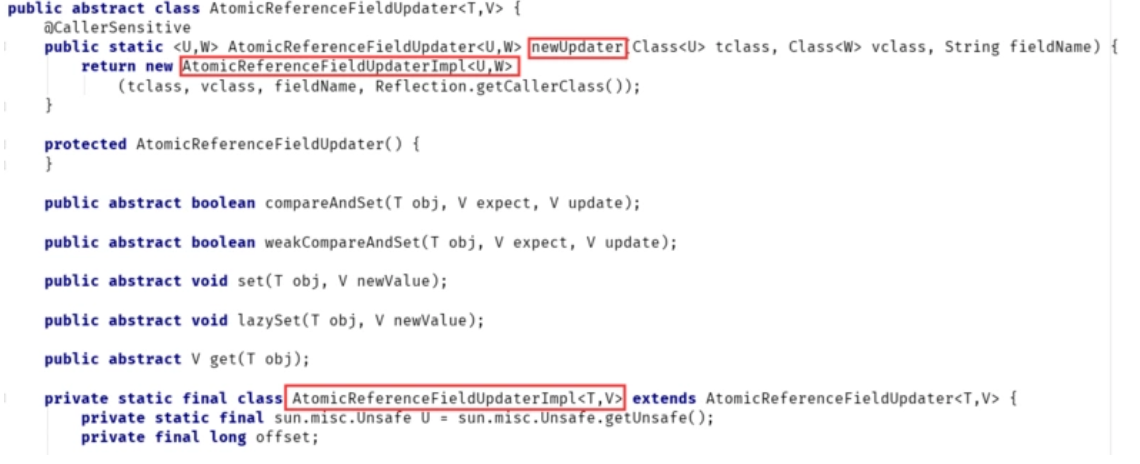 public abstract class AtomicReferenceFieldUpdater<T,V> {
    @CallerSensitive
    public static <U,W> AtomicReferenceFieldUpdater<U,W> newUpdater(Class<U> tclass, Class<W> vclass, String fieldName) {
        return new AtomicReferenceFieldUpdaterImpl<U,W>
            (tclass, vclass, fieldName, Reflection.getCallerClass());
    }
    protected AtomicReferenceFieldUpdater() {
    }
    public abstract boolean compareAndSet(T obj, V expect, V update);
    public abstract boolean weakCompareAndSet(T obj, V expect, V update);
    public abstract void set(T obj, V newValue);
    public abstract void lazySet(T obj, V newValue);
    public abstract V get(T obj);
    private static final class AtomicReferenceFieldUpdaterImpl<T,V> extends AtomicReferenceFieldUpdater<T,V> {
        private static final sun.misc.Unsafe U = sun.misc.Unsafe.getUnsafe();
        private final long offset;